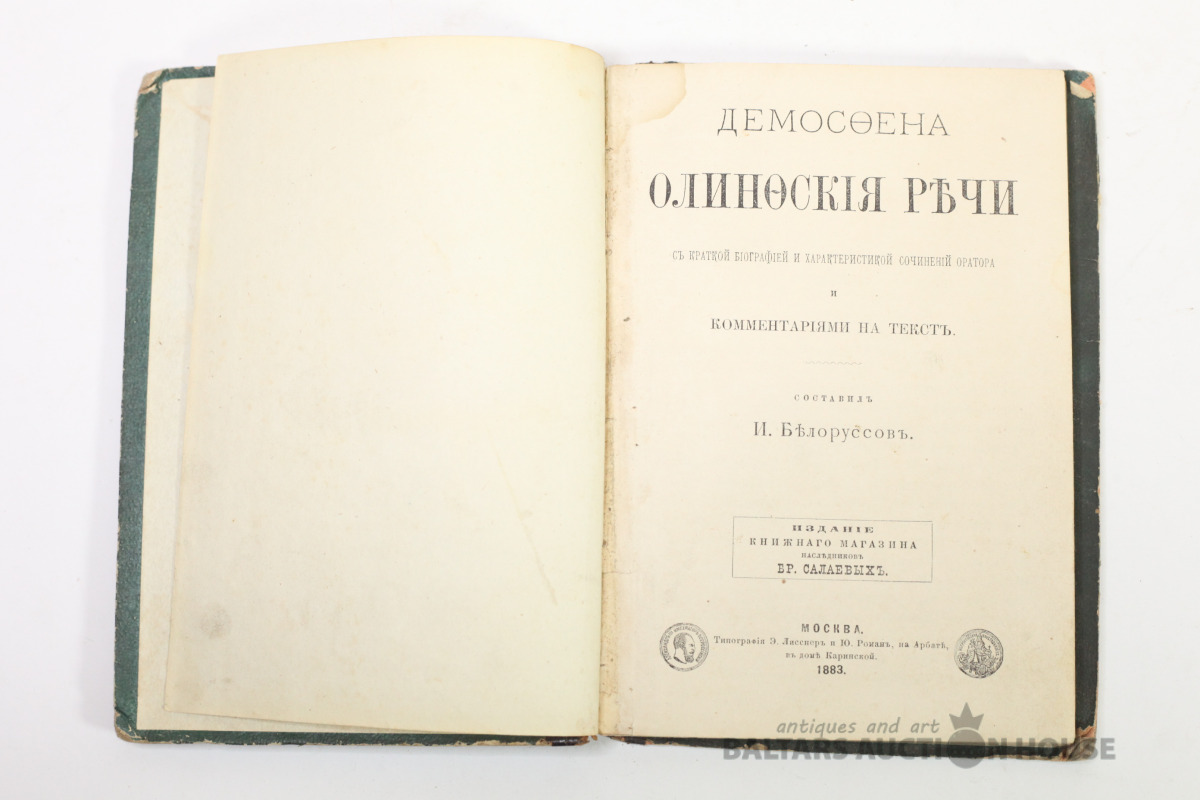 ДЕМОСѲЕНА
ОЛИНѲСКІЯ РѢЧИ
СЪ КРАТКОЙ БІОГРАФІЕЙ И ХАРАКТЕРИСТИКОЙ СОЧИНЕНІЙ ОРАТОРА
И
КОММЕНТАРІЯМИ НА ТЕКСТЪ.
СОСТАВИЛЪ
И. Бѣлоруссовъ.
ИЗДАНІЕ
КНИЖНАГО МАГАЗИНА
НАСЛѢДНИКОВЪ
БР. САЛАЕВЫХЪ.
МОСКВА.
Типографія Э. Лисснеръ и Ю. Романъ, на Арбатѣ,
въ домѣ Каринской.
1883.
antiques and art
BALTARS AUCTION HOUSE